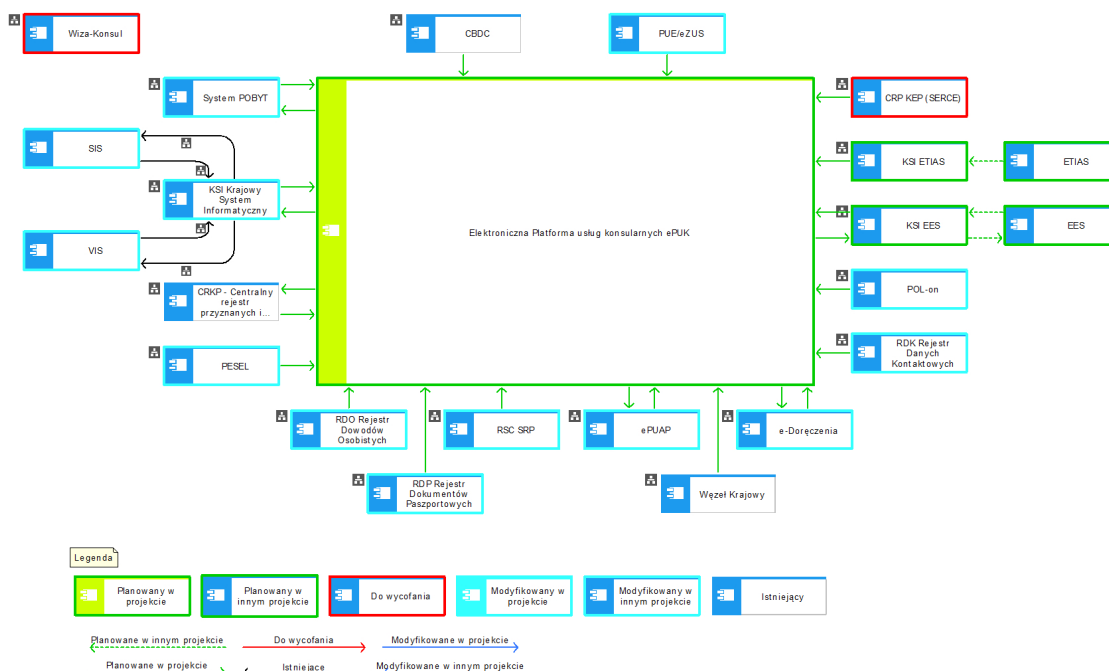 Wiza-Konsul
CBDC
PUE/eZUS
System POBYT
CRP KEP (SERCE)
SIS
KSI ETIAS
ETIAS
KSI Krajowy
System
Informatyczny
KSI EES
EES
Elektroniczna Platforma usług konsularnych ePUK
VIS
CRKP - Centralny
rejestr
przyznanych i...
POL-on
PESEL
RDK Rejestr
Danych
Kontaktowych
RDO Rejestr
Dowodów
Osobistych
RSC SRP
ePUAP
e-Doręczenia
RDP Rejestr
Dokumentów
Paszportowych
Węzeł Krajowy
Legenda
Planowany w
projekcie
Planowany w
innym projekcie
Do wycofania
Modyfikowany w
projekcie
Modyfikowany w
innym projekcie
Istniejący
Planowane w innym projekcie
Do wycofania
Modyfikowane w projekcie
Planowane w projekcie
Istniejące
Modyfikowane w innym projekcie